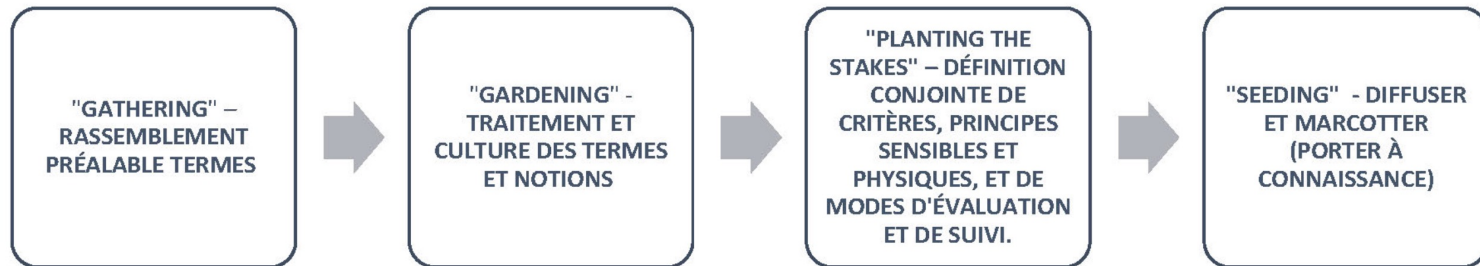 "GATHERING" –
RASSEMBLEMENT
PRÉALABLE TERMES
"GARDENING" -
TRAITEMENT ET
CULTURE DES TERMES
ET NOTIONS
"PLANTING THE
STAKES" – DÉFINITION
CONJOINTE DE
CRITÈRES, PRINCIPES
SENSIBLES ET
PHYSIQUES, ET DE
MODES D'ÉVALUATION
ET DE SUIVI.
"SEEDING" - DIFFUSER
ET MARCOTTER
(PORTER À
CONNAISSANCE)